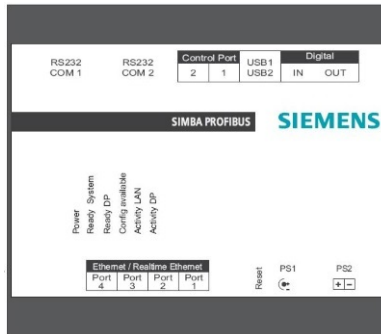 RS232 COM 1
RS232 COM 2
Control Port
2 1
USB1
USB2
Digital
IN OUT
SIMBA PROFIBUS
SIEMENS
Power
Ready System
Ready DP
Config available
Activity LAN
Activity DP
Ethernet / Realtime Ethernet
Port 4
Port 3
Port 2
Port 1
Reset
PS1
PS2
+ -